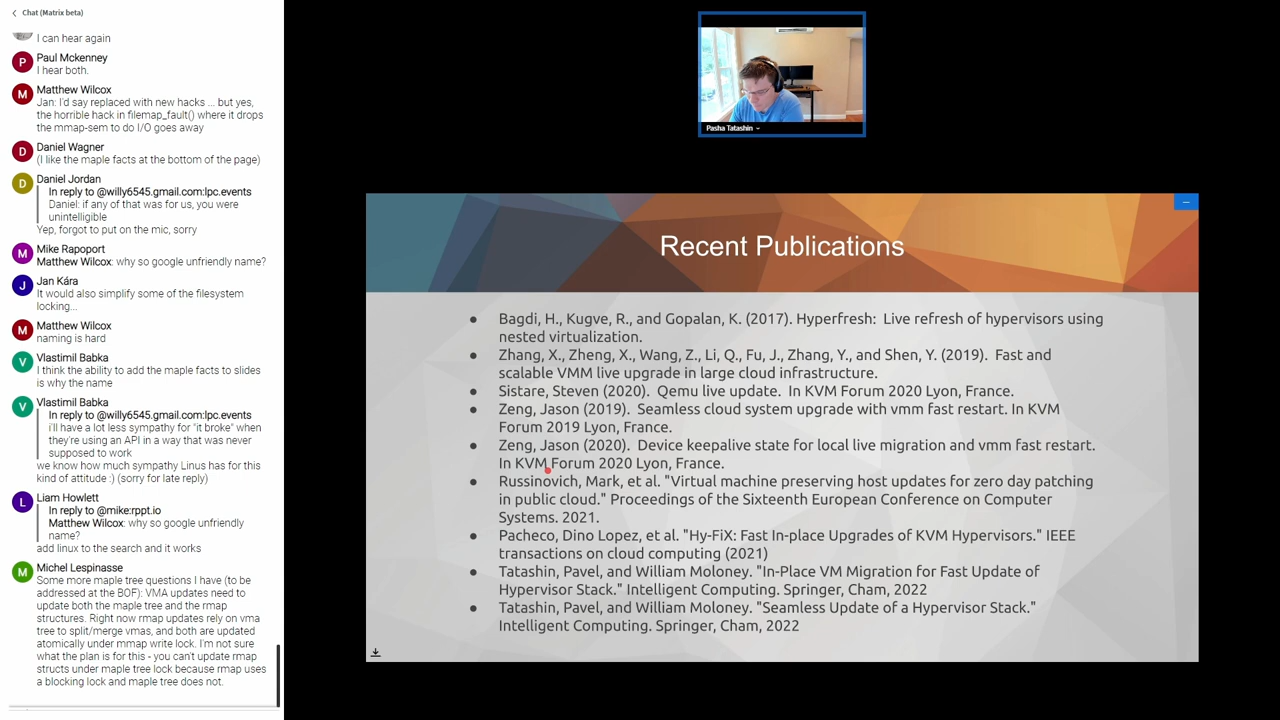 Chat (Matrix beta)
I can hear again
P
Paul Mckenney
I hear both.
M
Matthew Wilcox
Jan: I'd say replaced with new hacks ... but yes,
the horrible hack in filemap_fault() where it drops
the mmap-sem to do I/O goes away
D
Daniel Wagner
(I like the maple facts at the bottom of the page)
D
Daniel Jordan
In reply to @willy6545.gmail.com:lpc.events
Daniel: if any of that was for us, you were
unintelligible
Yep, forgot to put on the mic, sorry
M
Mike Rapoport
Matthew Wilcox: why so google unfriendly name?
J
Jan Kára
It would also simplify some of the filesystem
locking...
M
Matthew Wilcox
naming is hard
V
Vlastimil Babka
I think the ability to add the maple facts to slides
is why the name
V
Vlastimil Babka
In reply to @willy6545.gmail.com:lpc.events
i'll have a lot less sympathy for "it broke" when
they're using an API in a way that was never
supposed to work
we know how much sympathy Linus has for this
kind of attitude :) (sorry for late reply)
L
Liam Howlett
In reply to @mike:rppt.io
Matthew Wilcox: why so google unfriendly
name?
add linux to the search and it works
M
Michel Lespinasse
Some more maple tree questions I have (to be
addressed at the BOF): VMA updates need to
update both the maple tree and the rmap
structures. Right now rmap updates rely on vma
tree to split/merge vmas, and both are updated
atomically under mmap write lock. I'm not sure
what the plan is for this - you can't update rmap
structs under maple tree lock because rmap uses
a blocking lock and maple tree does not.
Pasha Tatashin
Recent Publications
● Bagdi, H., Kugve, R., and Gopalan, K. (2017). Hyperfresh: Live refresh of hypervisors using
nested virtualization.
● Zhang, X., Zheng, X., Wang, Z., Li, Q., Fu, J., Zhang, Y., and Shen, Y. (2019). Fast and
scalable VMM live upgrade in large cloud infrastructure.
● Sistare, Steven (2020). Qemu live update. In KVM Forum 2020 Lyon, France.
● Zeng, Jason (2019). Seamless cloud system upgrade with vmm fast restart. In KVM
Forum 2019 Lyon, France.
● Zeng, Jason (2020). Device keepalive state for local live migration and vmm fast restart.
In KVM Forum 2020 Lyon, France.
● Russinovich, Mark, et al. "Virtual machine preserving host updates for zero day patching
in public cloud." Proceedings of the Sixteenth European Conference on Computer
Systems. 2021.
● Pacheco, Dino Lopez, et al. "Hy-FiX: Fast In-place Upgrades of KVM Hypervisors." IEEE
transactions on cloud computing (2021)
● Tatashin, Pavel, and William Moloney. "In-Place VM Migration for Fast Update of
Hypervisor Stack." Intelligent Computing. Springer, Cham, 2022
● Tatashin, Pavel, and William Moloney. "Seamless Update of a Hypervisor Stack."
Intelligent Computing. Springer, Cham, 2022